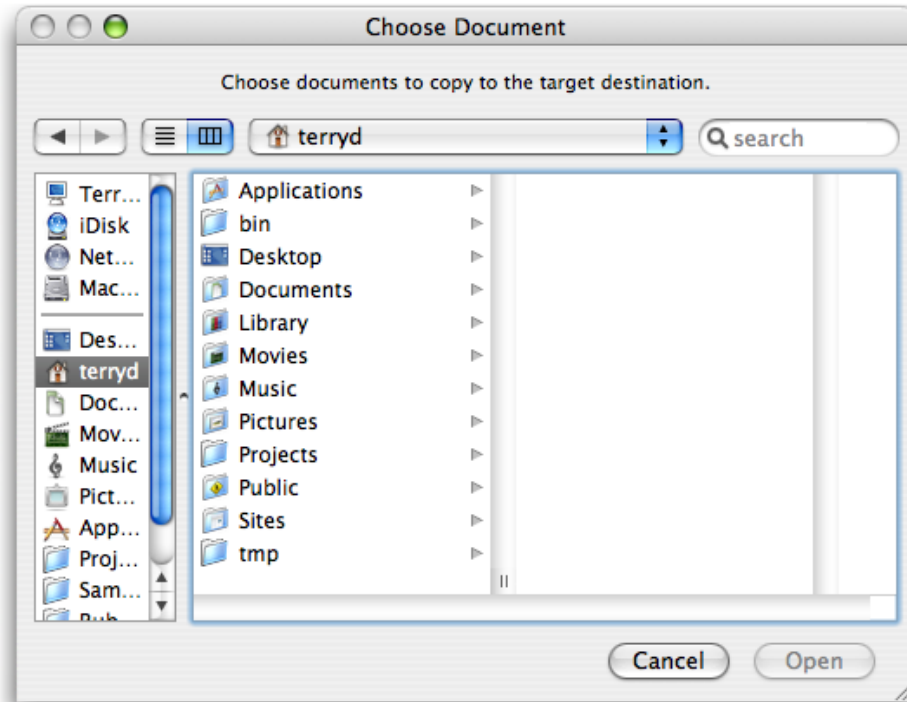 Choose Document
Choose documents to copy to the target destination.
terryd
search
Terr...
iDisk
Net...
Mac...
Des...
terryd
Doc...
Mov...
Music
Pict...
App...
Proj...
Sam...
Applications
bin
Desktop
Documents
Library
Movies
Music
Pictures
Projects
Public
Sites
tmp
Cancel
Open